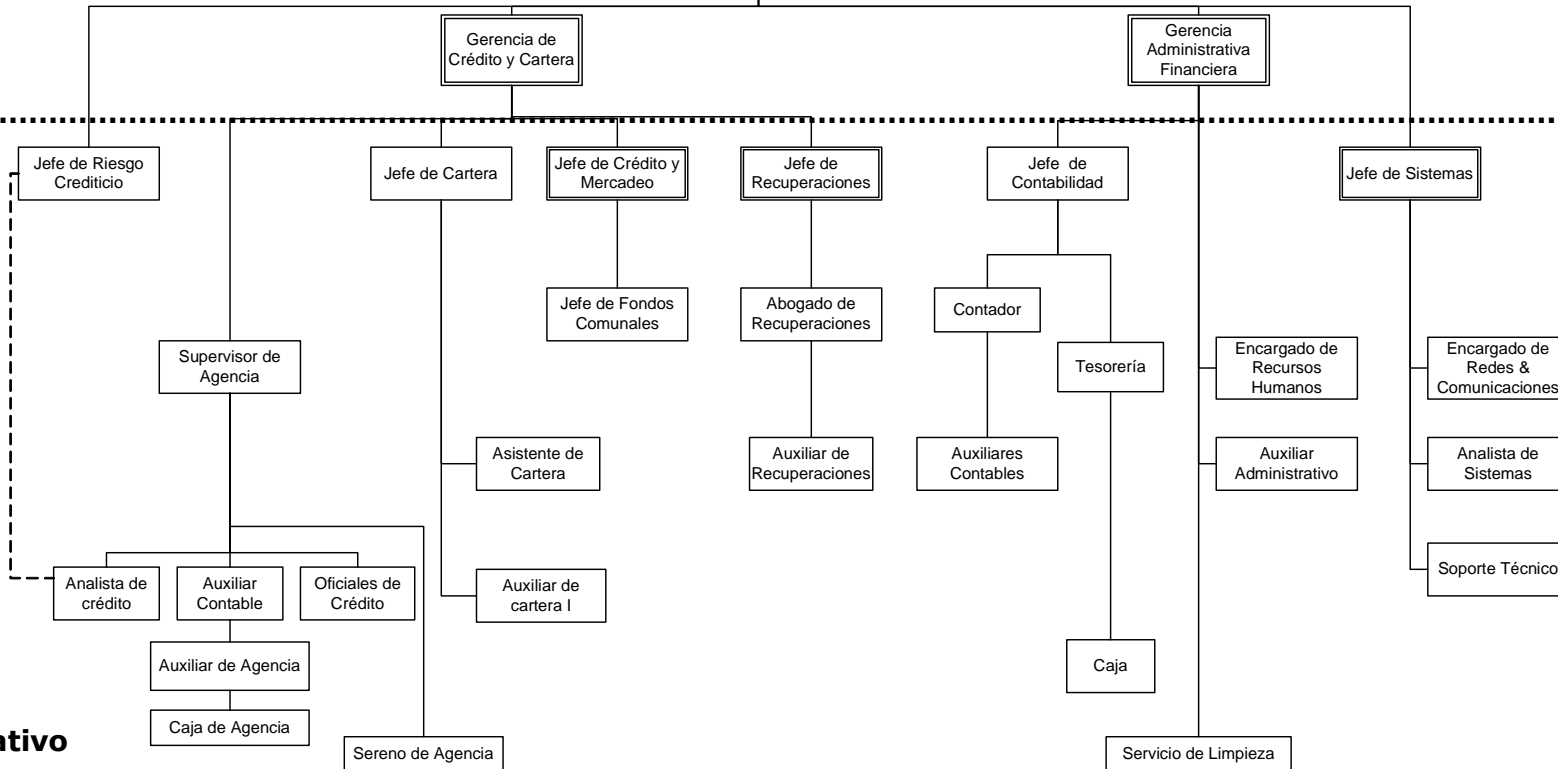 Gerencia de
Crédito y Cartera
Gerencia
Administrativa
Financiera
Jefe de Riesgo
Crediticio
Jefe de Cartera
Jefe de Crédito y
Mercadeo
Jefe de
Recuperaciones
Jefe de
Contabilidad
Jefe de Sistemas
Jefe de Fondos
Comunales
Abogado de
Recuperaciones
Contador
Supervisor de
Agencia
Tesorería
Encargado de
Recursos
Humanos
Encargado de
Redes &
Comunicaciones
Asistente de
Cartera
Auxiliar de
Recuperaciones
Auxiliares
Contables
Auxiliar
Administrativo
Analista de
Sistemas
Analista de
crédito
Auxiliar
Contable
Oficiales de
Crédito
Auxiliar de
cartera I
Soporte Técnico
Auxiliar de Agencia
Caja
Caja de Agencia
ativo
Sereno de Agencia
Servicio de Limpieza